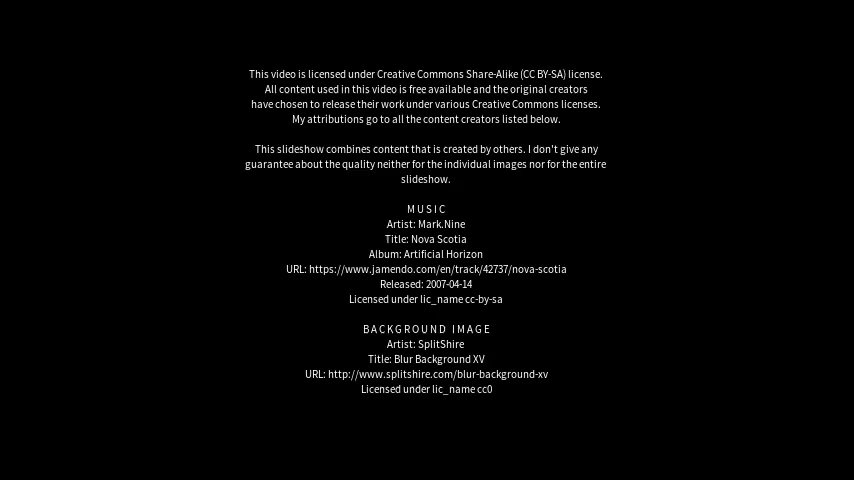 This video is licensed under Creative Commons Share-Alike (CC BY-SA) license.
All content used in this video is free available and the original creators
have chosen to release their work under various Creative Commons licenses.
My attributions go to all the content creators listed below.
This slideshow combines content that is created by others. I don't give any
guarantee about the quality neither for the individual images nor for the entire
slideshow.
MUSIC
Artist: Mark.Nine
Title: Nova Scotia
Album: Artificial Horizon
URL: https://www.jamendo.com/en/track/42737/nova-scotia
Released: 2007-04-14
Licensed under lic_name cc-by-sa
BACKGROUND IMAGE
Artist: SplitShire
Title: Blur Background XV
URL: http://www.splitshire.com/blur-background-xv
Licensed under lic_name cc0